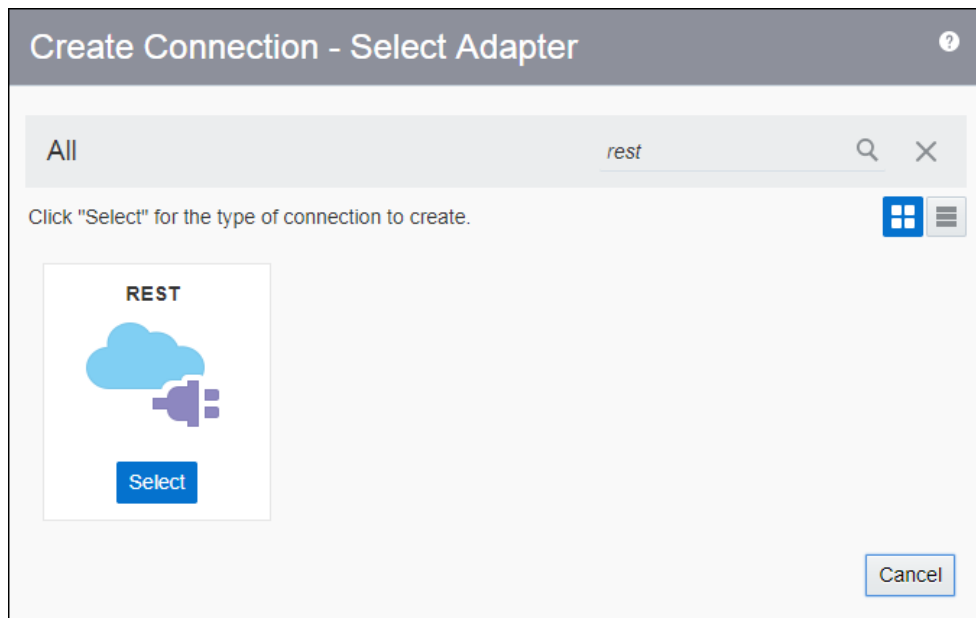 Create Connection - Select Adapter
?
All
rest
Click "Select" for the type of connection to create.
REST
Select
Cancel